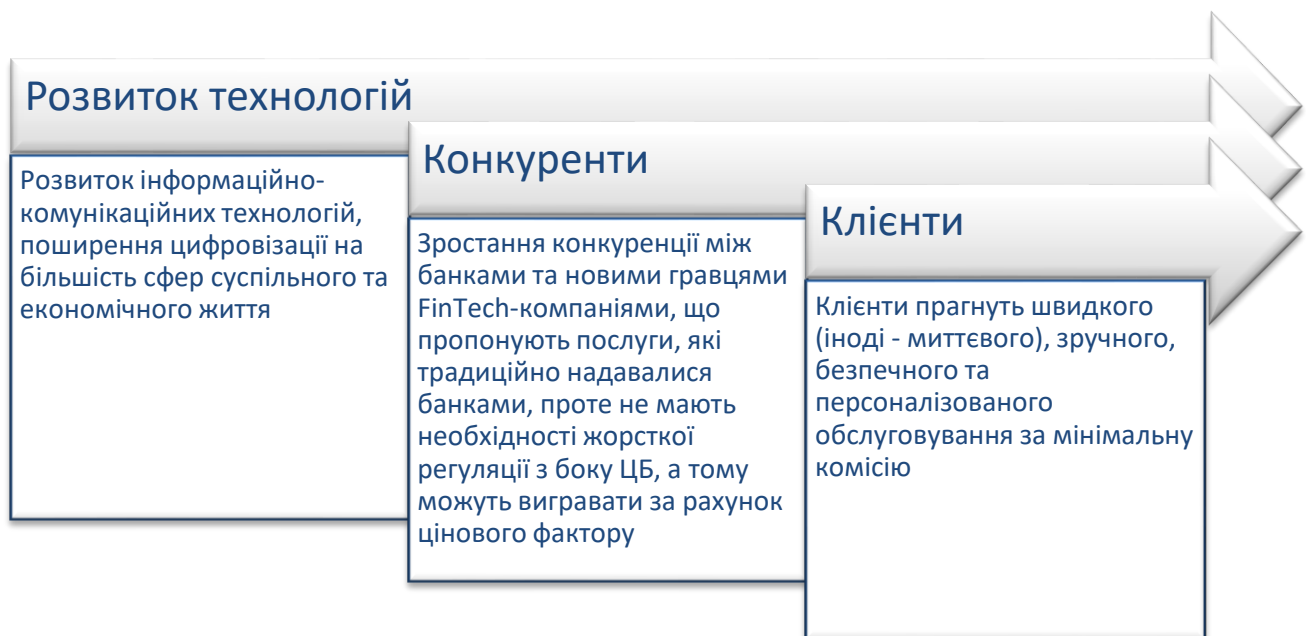 Розвиток технологій
Розвиток інформаційно-
комунікаційних технологій,
поширення цифровізації на
більшість сфер суспільного та
економічного життя
Конкуренти
Зростання конкуренції між
банками та новими гравцями
FinTech-компаніями, що
пропонують послуги, які
традиційно надавалися
банками, проте не мають
необхідності жорсткої
регуляції з боку ЦБ, а тому
можуть вигравати за рахунок
цінового фактору
Клієнти
Клієнти прагнуть швидкого
(іноді - миттєвого), зручного,
безпечного та
персоналізованого
обслуговування за мінімальну
комісію